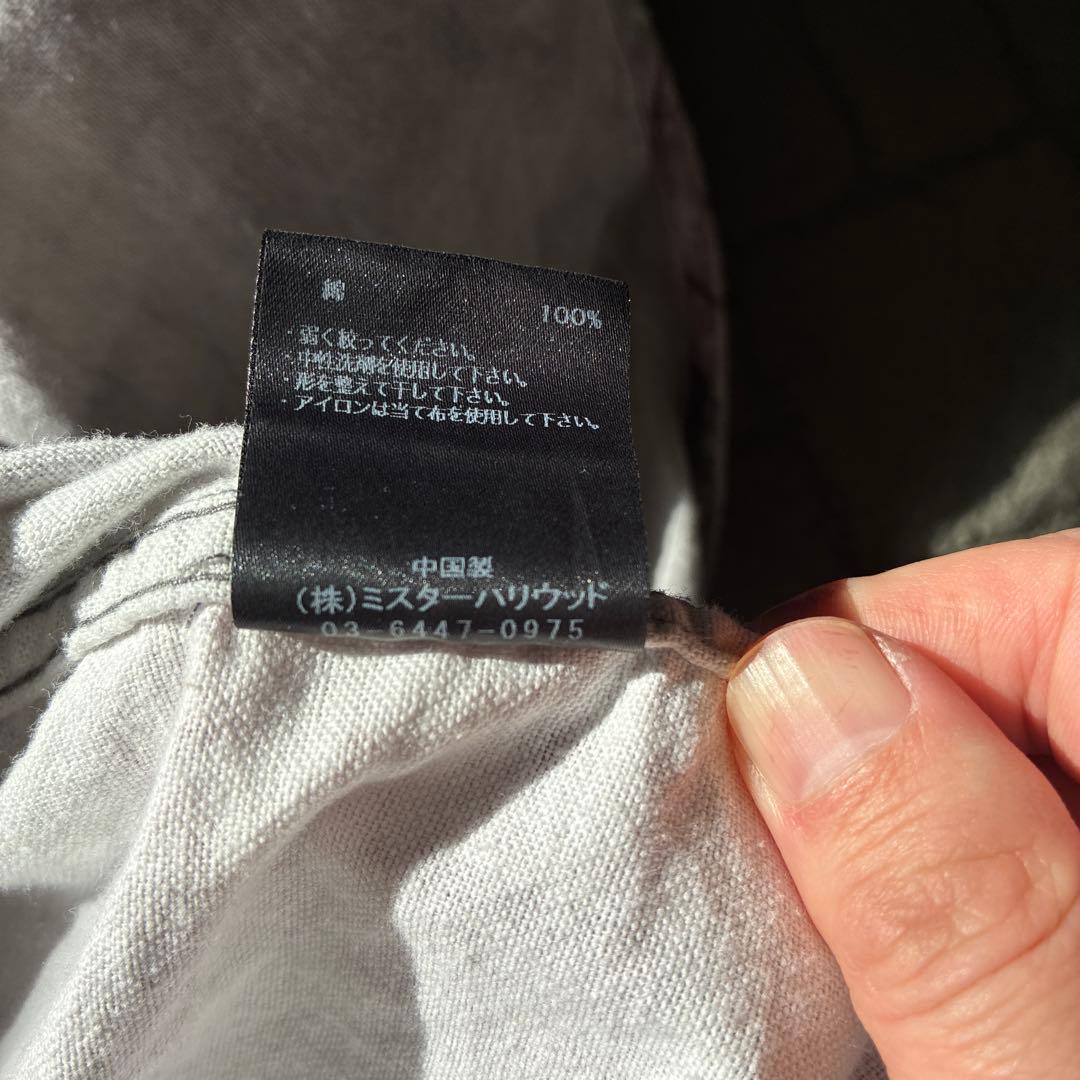 綿 100%
・弱く絞ってください。
・中性洗剤を使用して下さい。
・形を整えて干して下さい。
・アイロンは当て布を使用して下さい。
中国製
(株)ミスターハリウッド
03-6447-0975